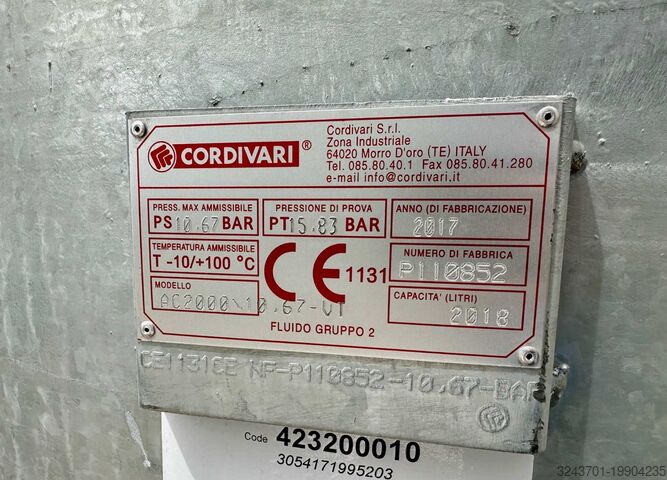 CORDIVARI®
Cordivari S.r.l.
Zona Industriale
64020 Morro D'oro (TE) ITALY
Tel. 085.80.40.1 Fax 085.80.41.280
e-mail info@cordivari.it
PRESS. MAX AMMISSIBILE
PS 10,67 BAR
PRESSIONE DI PROVA
PT 15,83 BAR
ANNO (DI FABBRICAZIONE)
2017
TEMPERATURA AMMISSIBILE
T -10/+100 °C
CE 1131
NUMERO DI FABBRICA
P110852
MODELLO
AC2000\10,67-VT
CAPACITA' (LITRI)
2018
FLUIDO GRUPPO 2
CE1131CE NF-P110852-10,67-BAR
Code 423200010
3054171995203
3243701-19904235